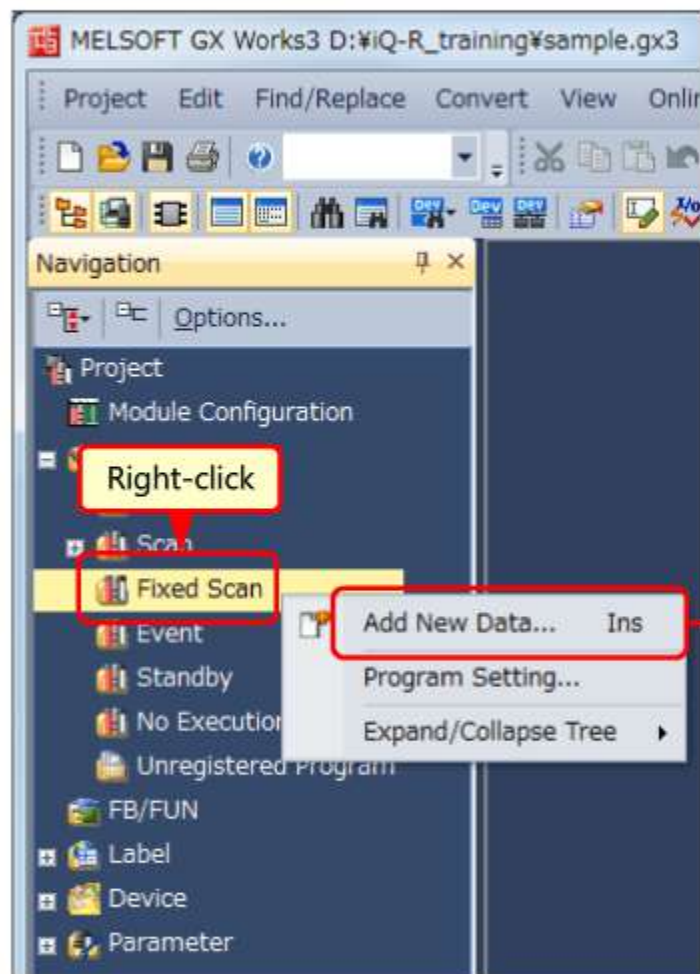 MELSOFT GX Works3 D:¥iQ-R_training¥sample.gx3
Project Edit Find/Replace Convert View
Navigation
Options...
Project
Module Configuration
Right-click
Scan
Fixed Scan
Add New Data... Ins
Event
Standby
Program Setting...
No Execution
Expand/Collapse Tree
Unregistered Program
FB/FUN
Label
Device
Parameter